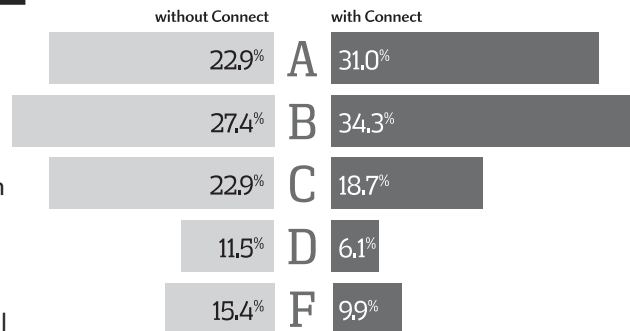 without Connect with Connect
22.9% A 31.0%
27.4% B 34.3%
22.9% C 18.7%
11.5% D 6.1%
15.4% F 9.9%